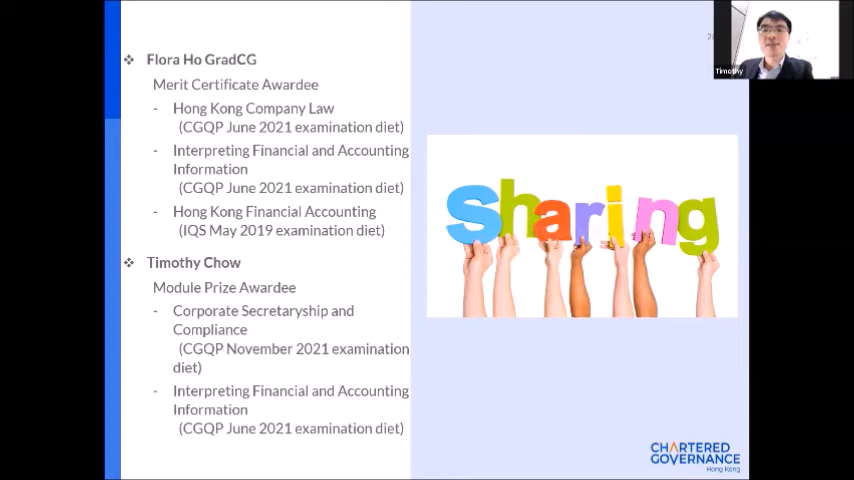 Flora Ho GradCG
Merit Certificate Awardee
- Hong Kong Company Law
(CGQP June 2021 examination diet)
- Interpreting Financial and Accounting
Information
(CGQP June 2021 examination diet)
- Hong Kong Financial Accounting
(IQS May 2019 examination diet)
Timothy Chow
Module Prize Awardee
- Corporate Secretaryship and
Compliance
(CGQP November 2021 examination
diet)
- Interpreting Financial and Accounting
Information
(CGQP June 2021 examination diet)
Sharing
Timothy
CHARTERED
GOVERNANCE
Hong Kong